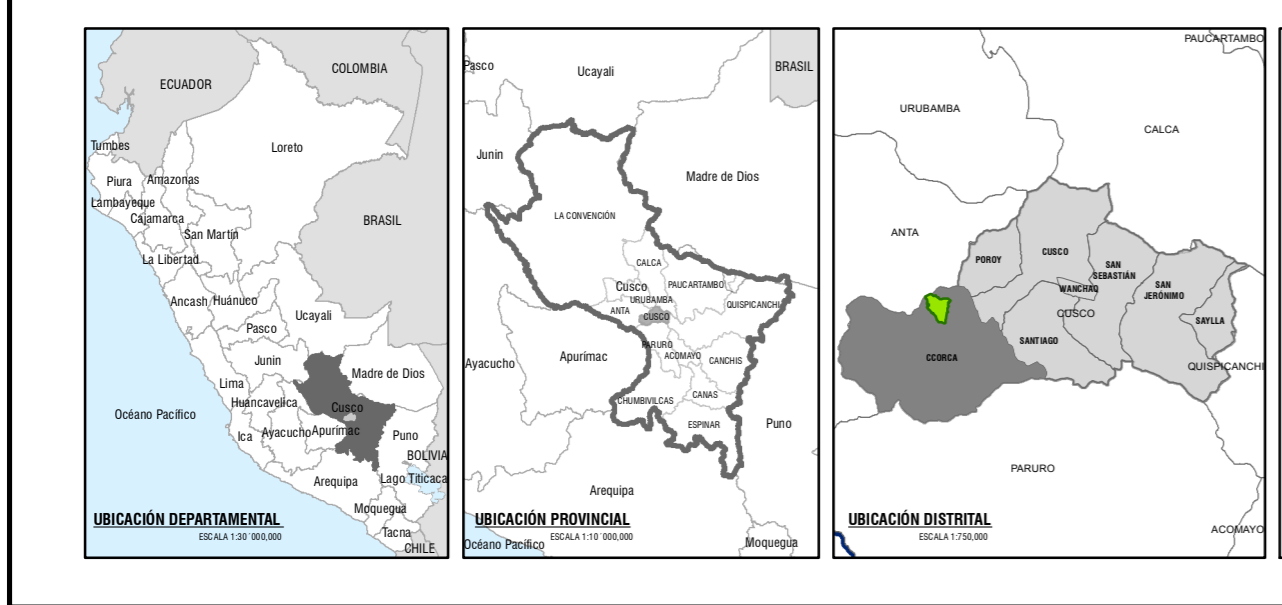 COLOMBIA
ECUADOR
Tumbes
Loreto
Piura
Amazonas
Lambayeque
Cajamarca
BRASIL
San Martín
La Libertad
Ancash
Huánuco
Ucayali
Pasco
Junin
Madre de Dios
Lima
Huancavelica
Cusco
Océano Pacífico
Ica
Ayacucho
Apurímac
Puno
BOLIVIA
Arequipa
Lago Titicaca
Moquegua
Tacna
CHILE
UBICACIÓN DEPARTAMENTAL
ESCALA 1:30´000,000
Pasco
Ucayali
BRASIL
Junin
Madre de Dios
LA CONVENCIÓN
CALCA
Cusco
PAUCARTAMBO
URUBAMBA
QUISPICANCHI
ANTA
CUSCO
PARURO
ACOMAYO
CANCHIS
Ayacucho
Apurímac
CHUMBIVILCAS
CANAS
Puno
ESPINAR
Arequipa
UBICACIÓN PROVINCIAL
ESCALA 1:10´000,000
Océano Pacífico
Moquegua
PAUCARTAMBO
URUBAMBA
CALCA
ANTA
POROY
CUSCO
SAN
SEBASTIÁN
WANCHAQ
SAN
JERÓNIMO
CUSCO
SAYLLA
SANTIAGO
CCORCA
QUISPICANCHI
PARURO
UBICACIÓN DISTRITAL
ESCALA 1:750,000
ACOMAYO